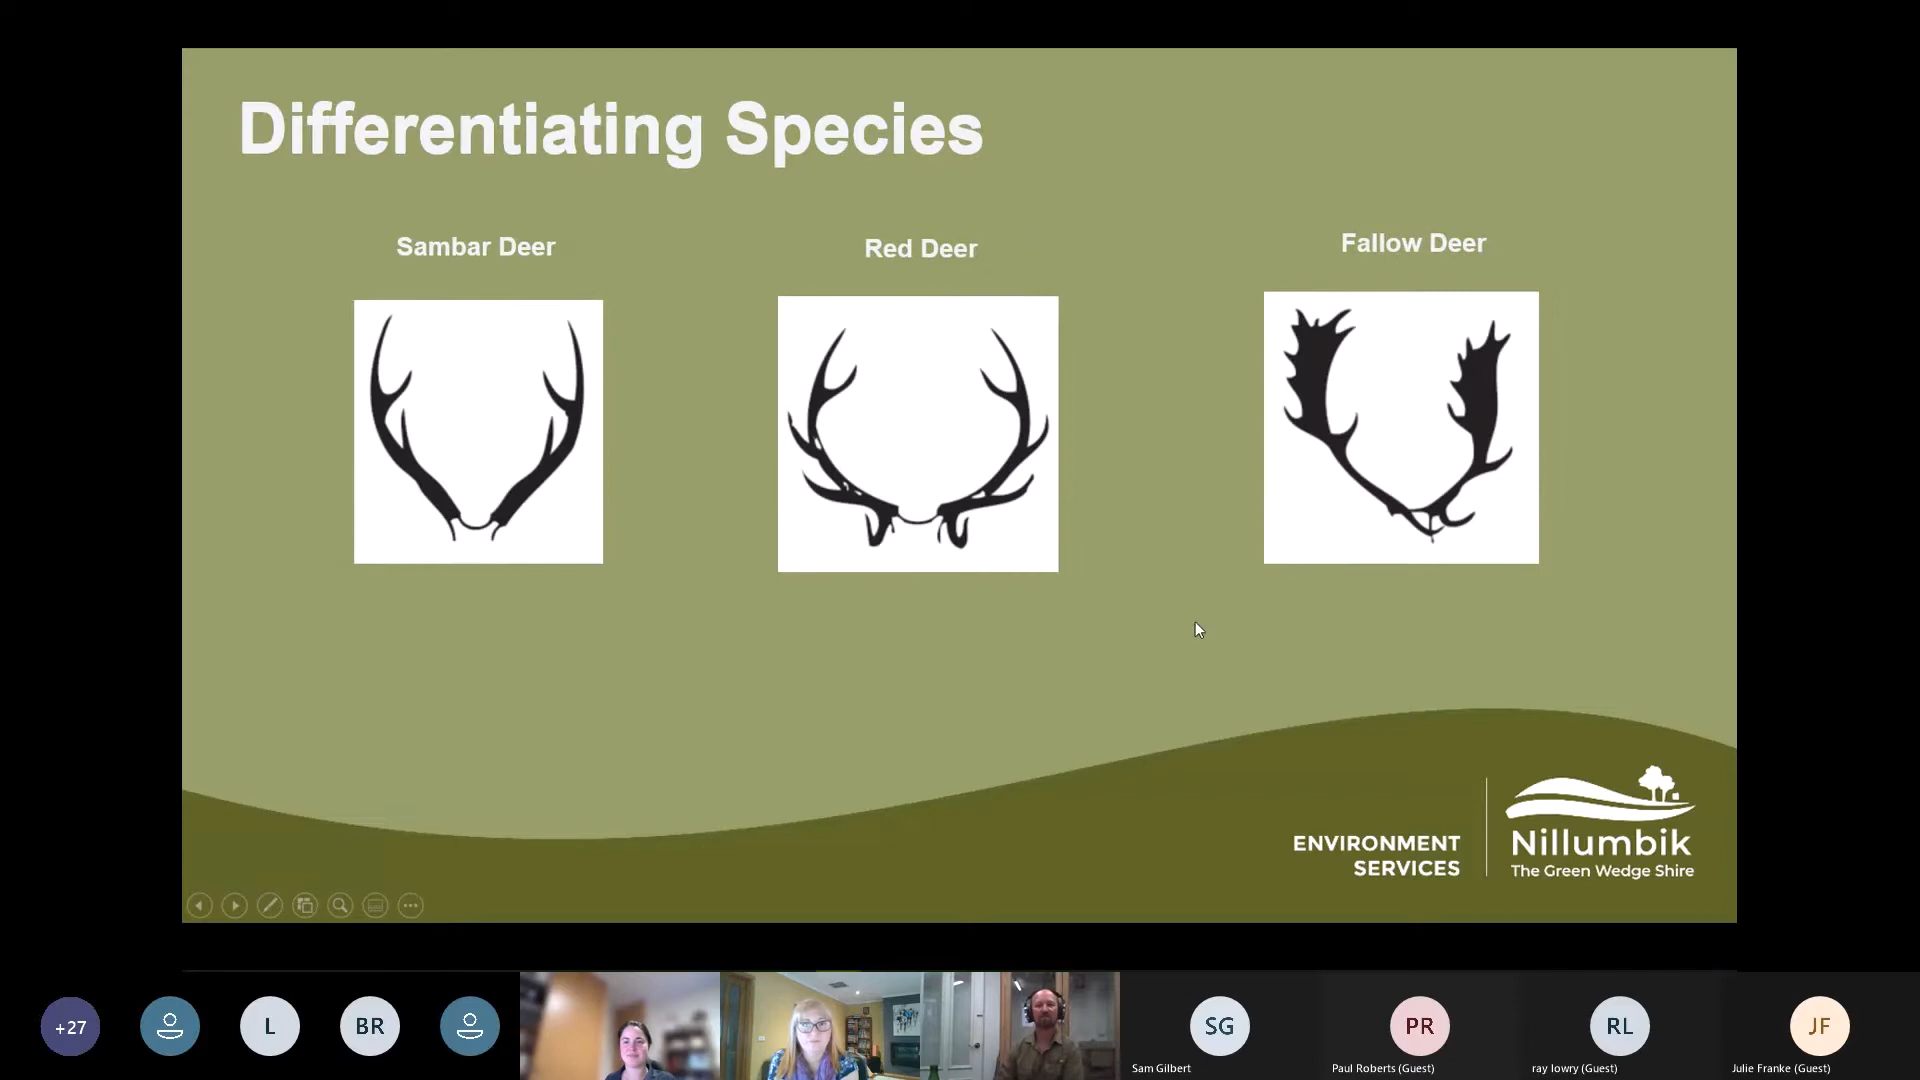 Differentiating Species
Sambar Deer
Red Deer
Fallow Deer
ENVIRONMENT
SERVICES
Nillumbik
The Green Wedge Shire
+27
L
BR
SG
PR
RL
JF
Sam Gilbert
Paul Roberts (Guest)
ray lowry (Guest)
Julie Franke (Guest)